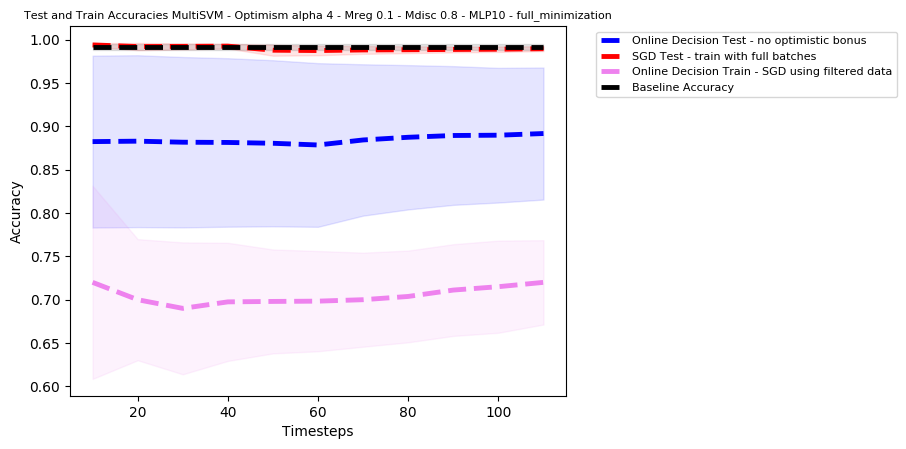 Test and Train Accuracies MultiSVM - Optimism alpha 4 - Mreg 0.1 - Mdisc 0.8 - MLP10 - full_minimization
1.00
0.95
0.90
0.85
0.80
0.75
0.70
0.65
0.60
Accuracy
20
40
60
80
100
Timesteps
Online Decision Test - no optimistic bonus
SGD Test - train with full batches
Online Decision Train - SGD using filtered data
Baseline Accuracy